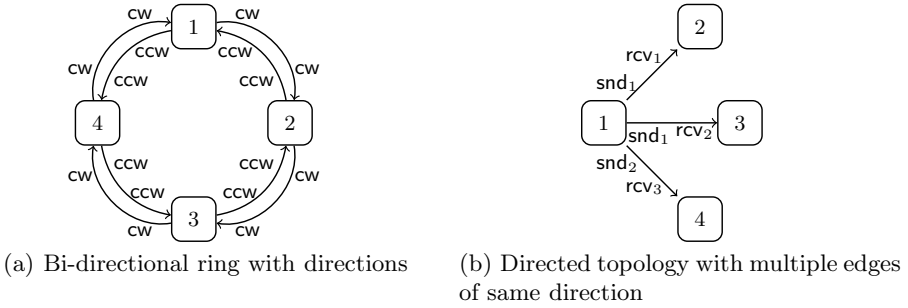 cw
1
cw
ccw
ccw
cw
cw
ccw
ccw
4
2
ccw
ccw
cw
cw
ccw
ccw
3
cw
cw
(a) Bi-directional ring with directions
2
rcv1
snd1
1
3
snd1 rcv2
snd2
rcv3
4
(b) Directed topology with multiple edges
of same direction